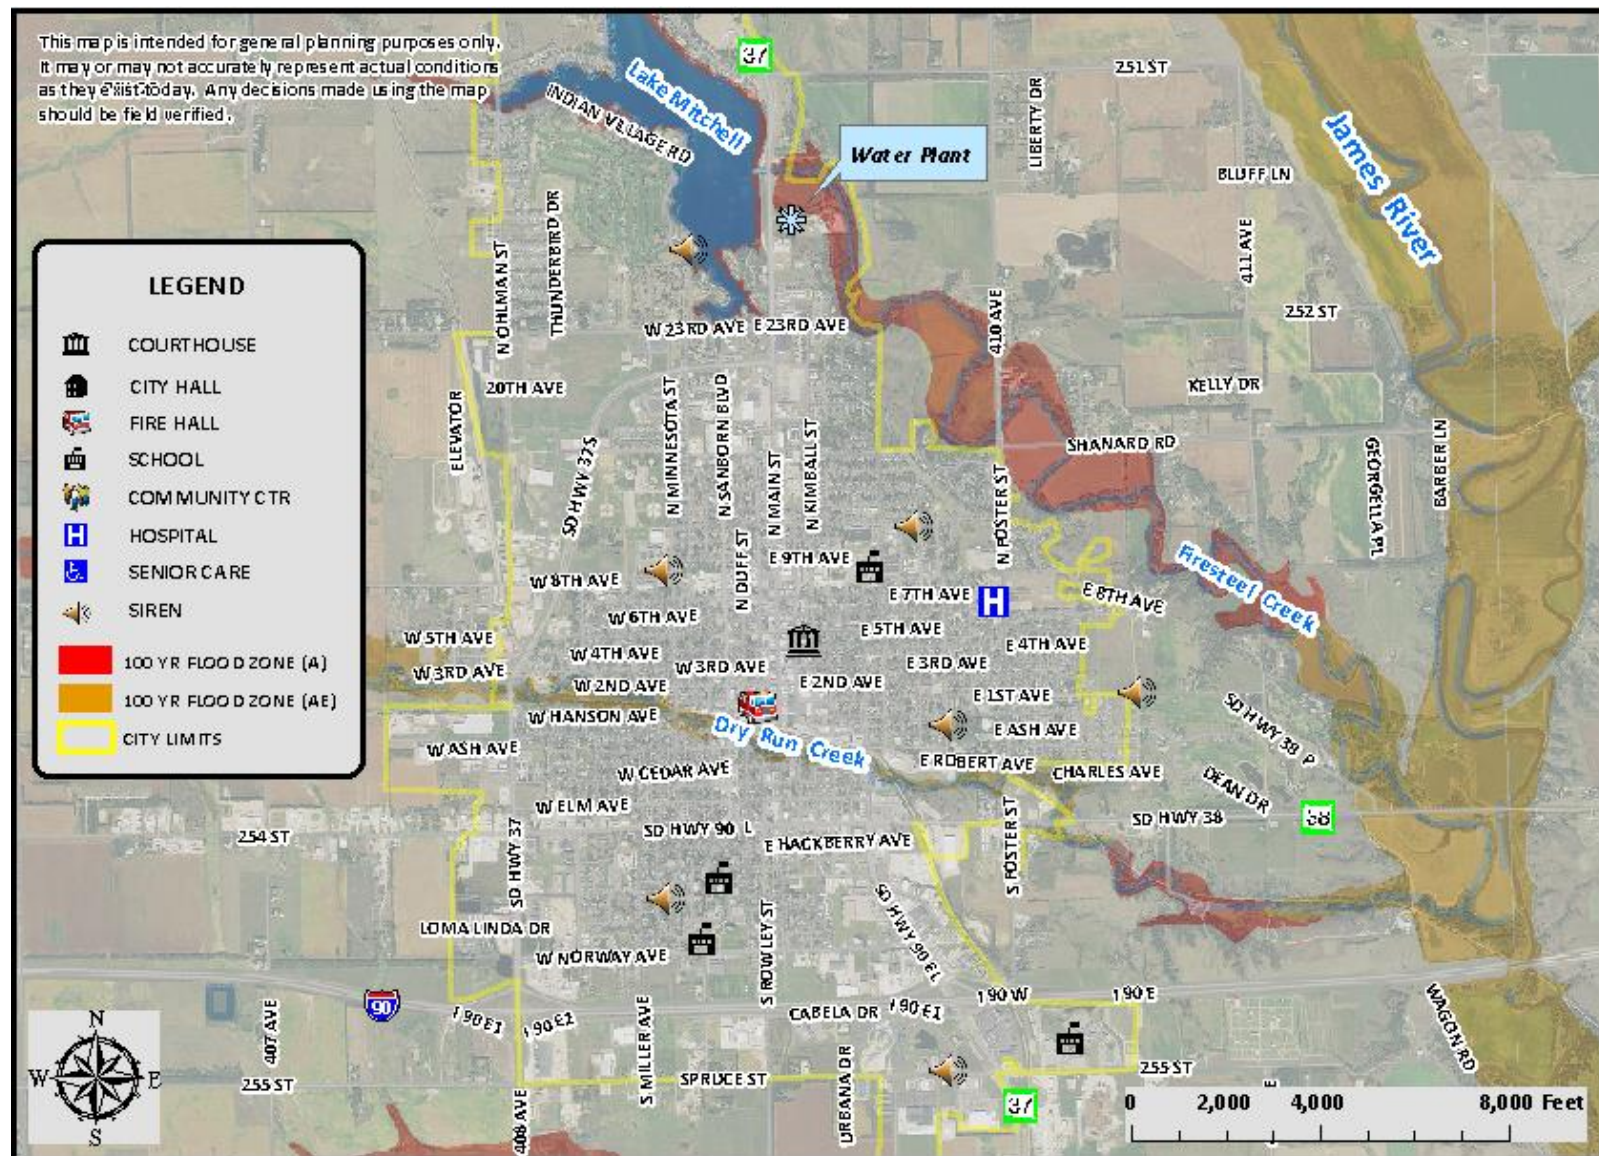 This map is intended for general planning purposes only.
It may or may not accurately represent actual conditions
as they exist today. Any decisions made using the map
should be field verified.
37
251 ST
Lake Mitchell
INDIAN VILLAGE RD
LIBERTY DR
James River
Water Plant
BLUFF LN
THUNDERBIRD DR
N OHLMAN ST
411 AVE
410 AVE
252 ST
W 23RD AVE
E 23RD AVE
20TH AVE
KELLY DR
ELEVATOR
SD HWY 37S
N MINNESOTA ST
N SANBORN BLVD
N MAIN ST
N KIMBALL ST
SHANARD RD
GEORGELLA PL
BARBER LN
N FOSTER ST
N DUFF ST
E 9TH AVE
Firesteel Creek
W 8TH AVE
E 7TH AVE
H
E 8TH AVE
W 6TH AVE
E 5TH AVE
W 5TH AVE
W 4TH AVE
E 4TH AVE
W 3RD AVE
W 3RD AVE
E 3RD AVE
W 2ND AVE
E 2ND AVE
E 1ST AVE
W HANSON AVE
Dry Run Creek
E ASH AVE
SD HWY 38 P
W ASH AVE
E ROBERT AVE
W CEDAR AVE
CHARLES AVE
DEAN DR
W ELM AVE
SD HWY 38
38
SD HWY 90 L
254 ST
E HACKBERRY AVE
S FOSTER ST
SD HWY 37
LOMA LINDA DR
S ROWLEY ST
SD HWY 90 EL
W NORWAY AVE
90
I 90 W
I 90 E
407 AVE
I 90 E1
I 90 E2
S MILLER AVE
CABELA DR
I 90 E1
WAGON RD
255 ST
SPRUCE ST
URBANA DR
255 ST
408 AVE
37
LEGEND
COURTHOUSE
CITY HALL
FIRE HALL
SCHOOL
COMMUNITY CTR
H HOSPITAL
SENIOR CARE
SIREN
100 YR FLOOD ZONE (A)
100 YR FLOOD ZONE (AE)
CITY LIMITS
N
W E
S
0 2,000 4,000 8,000 Feet